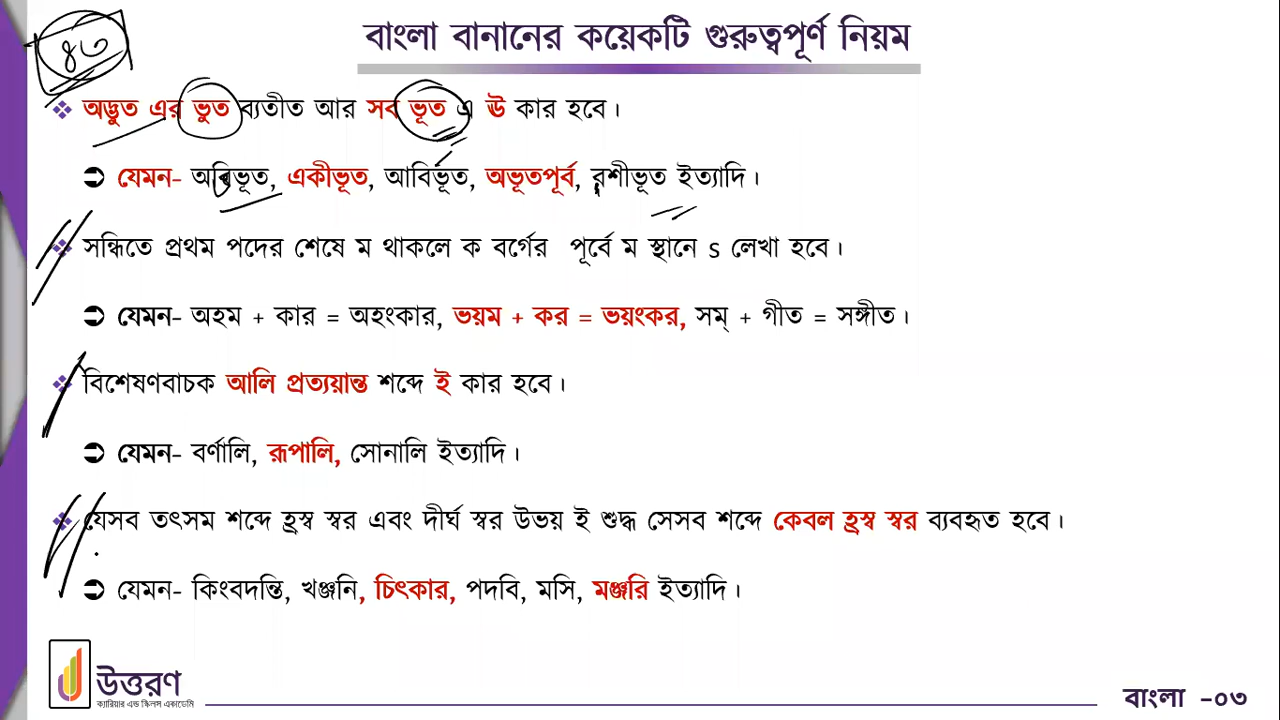 ৪৩
বাংলা বানানের কয়েকটি গুরুত্বপূর্ণ নিয়ম
❖ অদ্ভুত এর ভুত ব্যতীত আর সব ভূত এ ঊ কার হবে।
➲ যেমন- অবিভূত, একীভূত, আবির্ভূত, অভূতপূর্ব, বশীভূত ইত্যাদি।
❖ সন্ধিতে প্রথম পদের শেষে ম থাকলে ক বর্গের পূর্বে ম স্থানে s লেখা হবে।
➲ যেমন- অহম + কার = অহংকার, ভয়ম + কর = ভয়ংকর, সম্ + গীত = সঙ্গীত।
❖ বিশেষণবাচক আলি প্রত্যয়ান্ত শব্দে ই কার হবে।
➲ যেমন- বর্ণালি, রূপালি, সোনালি ইত্যাদি।
❖ যেসব তৎসম শব্দে হ্রস্ব স্বর এবং দীর্ঘ স্বর উভয় ই শুদ্ধ সেসব শব্দে কেবল হ্রস্ব স্বর ব্যবহৃত হবে।
➲ যেমন- কিংবদন্তি, খঞ্জনি, চিৎকার, পদবি, মসি, মঞ্জরি ইত্যাদি।
উত্তরণ
ক্যারিয়ার এন্ড স্কিলস একাডেমি
বাংলা -০৩